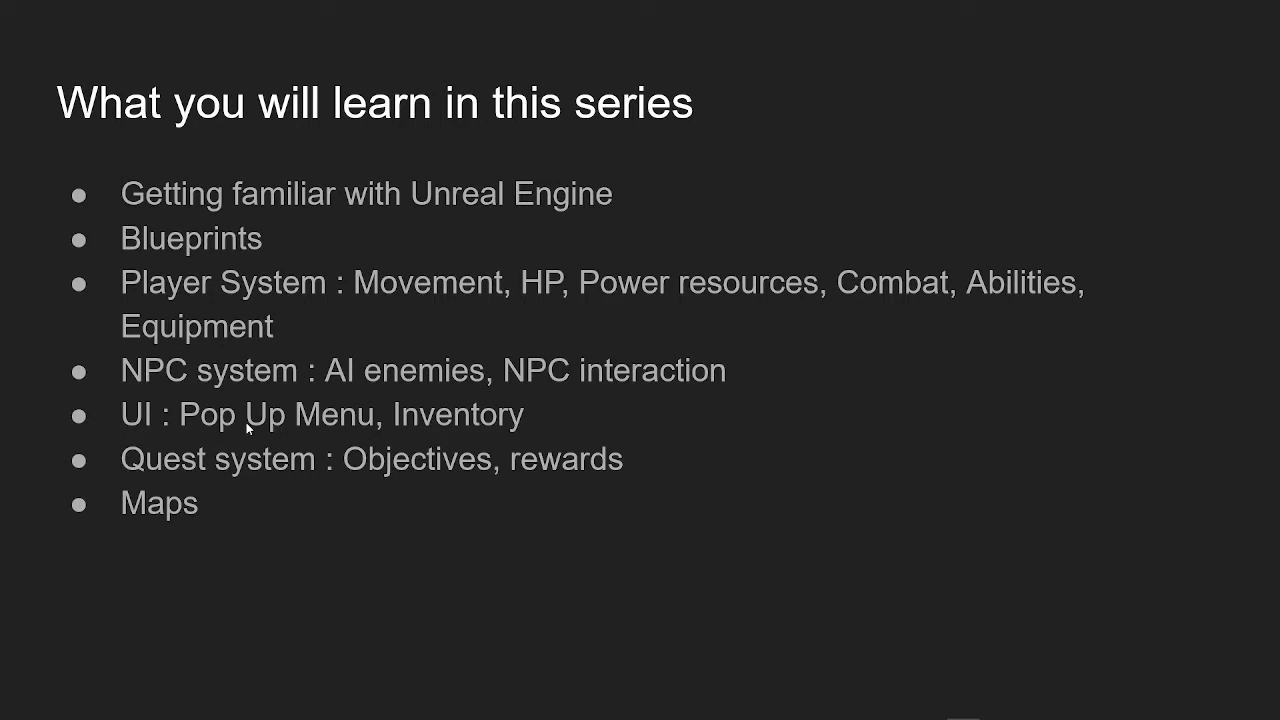 What you will learn in this series
● Getting familiar with Unreal Engine
● Blueprints
● Player System : Movement, HP, Power resources, Combat, Abilities,
Equipment
● NPC system : AI enemies, NPC interaction
● UI : Pop Up Menu, Inventory
● Quest system : Objectives, rewards
● Maps